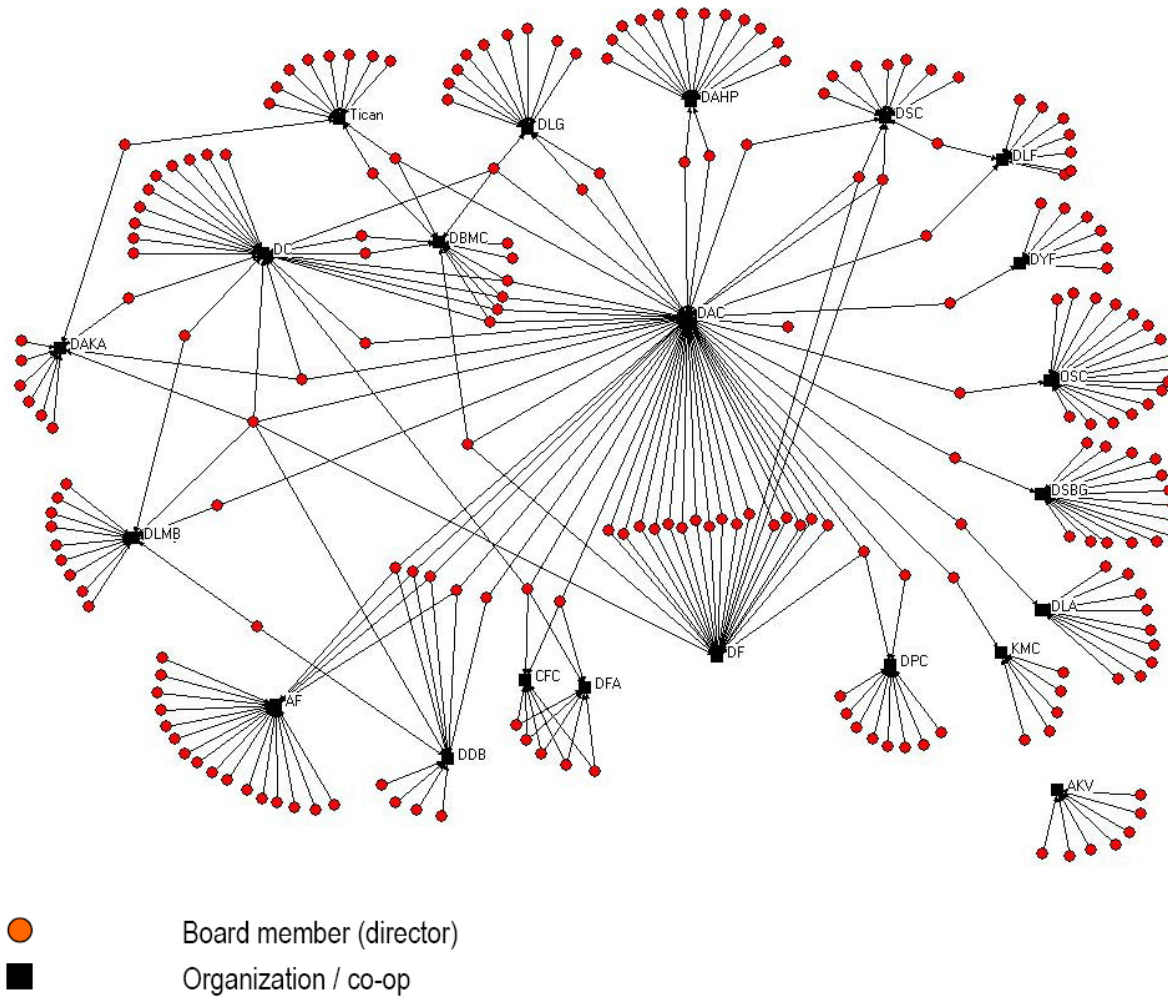 DAHP
Tican
DSC
DLG
DLF
DBMC
DC
DYF
DAC
DAKA
OSC
DSBG
DLMB
DLA
DF
KMC
DPC
CFC
DFA
AF
DDB
AKV
Board member (director)
Organization / co-op